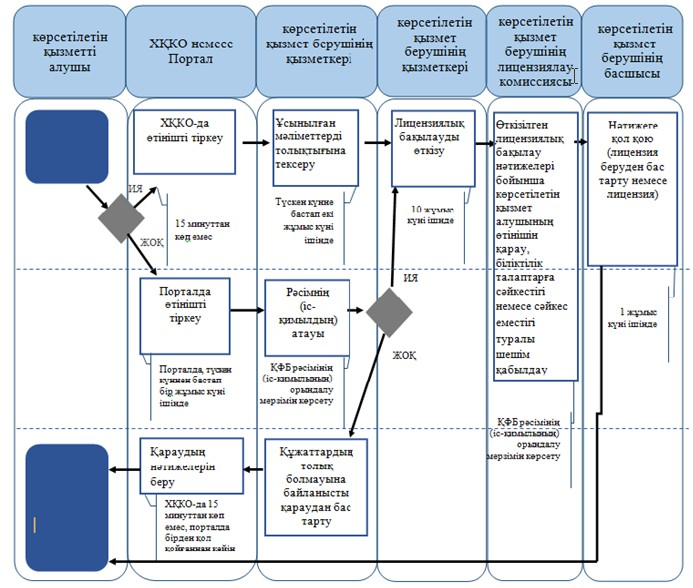 көрсетілетін
қызметті
алушы
ХҚКО немесе
Портал
көрсетілетін
қызмет берушінің
қызметкері
көрсетілетін
қызмет
берушінің
қызметкері
көрсетілетін
қызмет
берушінің
лицензиялау
комиссиясы
көрсетілетін
қызмет
берушінің
басшысы
ХҚКО-да
өтінішті тіркеу
ИЯ
15 минуттан
көп емес
ЖОҚ
Ұсынылған
мәліметтерді
толықтығына
тексеру
Түскен күнне
бастап екі
жұмыс күні
ішінде
Лицензиялық
бақылауды
өткізу
10 жұмыс
күні ішінде
Өткізілген
лицензиялық
бақылау
нәтижелері
бойынша
көрсетілетін
қызмет
алушының
өтінішін
қарау,
біліктілік
талаптарға
сәйкестігі
немесе сәйкес
еместігі
туралы
шешім
қабылдау
ҚФБ рәсімінің
(іс-қимылының)
орындалу
мерзімін көрсету
Нәтижеге
қол қою
(лицензия
беруден бас
тарту немесе
лицензия)
1 жұмыс
күні ішінде
Порталда
өтінішті
тіркеу
Порталда, түскен
күннен бастап
бір жұмыс күні
ішінде
Рәсімнің
(іс-
қимылдың)
атауы
ҚФБ рәсімінің
(іс-қимылының)
орындалу
мерзімін көрсету
ИЯ
ЖОҚ
Қараудың
нәтижелерін
беру
ХҚКО-да 15
минуттан көп
емес, порталда
бірден қол
қойғаннан кейін
Құжаттардың
толық
болмауына
байланысты
қараудан бас
тарту